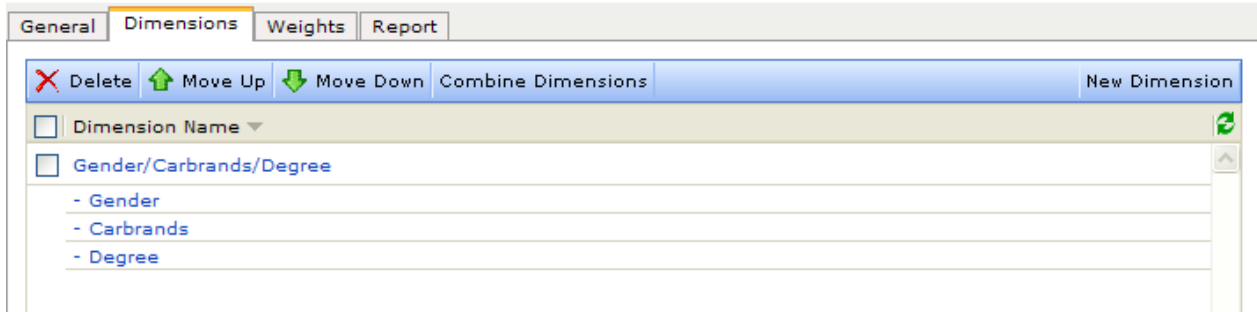 General Dimensions Weights Report
Delete Move Up Move Down Combine Dimensions New Dimension
Dimension Name
Gender/Carbrands/Degree
- Gender
- Carbrands
- Degree